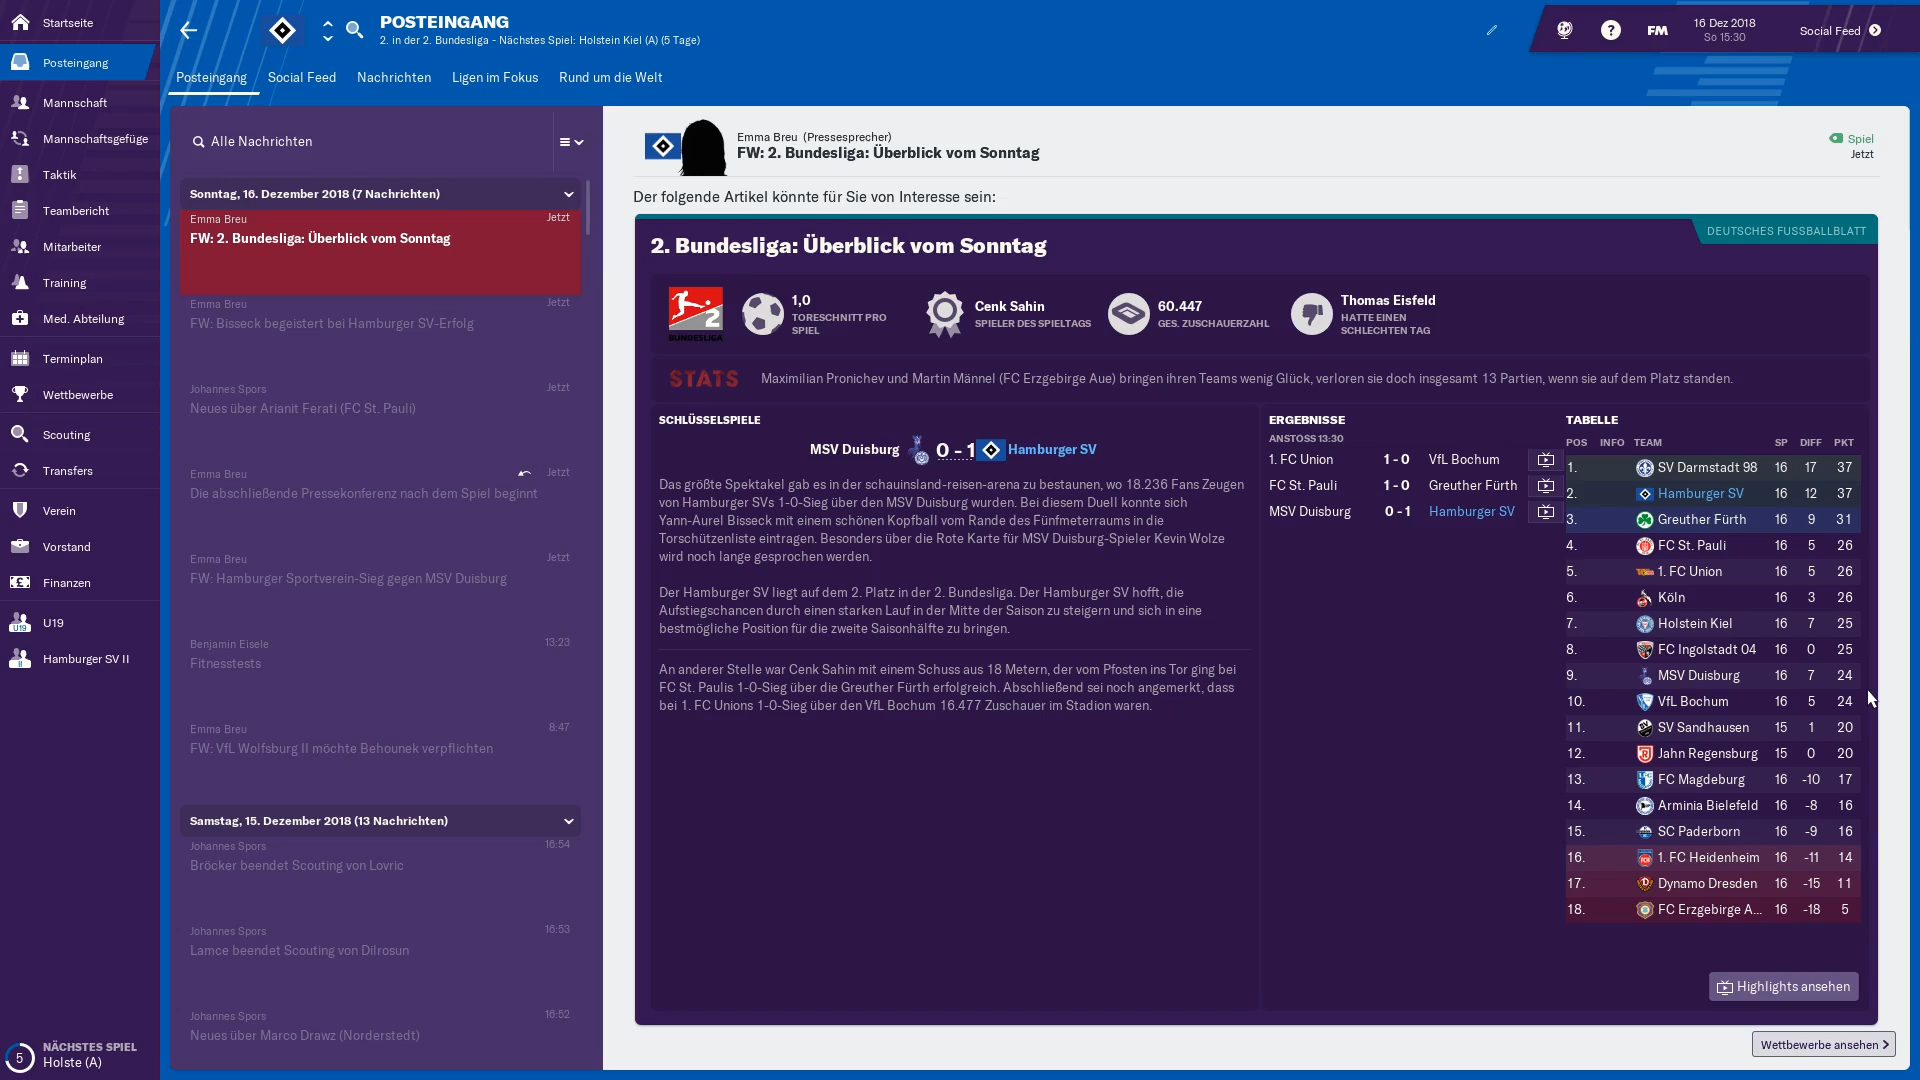 Startseite
Posteingang
Mannschaft
Mannschaftsgefüge
Taktik
Teambericht
Mitarbeiter
Training
Med. Abteilung
Terminplan
Wettbewerbe
Scouting
Transfers
Verein
Vorstand
Finanzen
U19
U19
Hamburger SV II
5
NÄCHSTES SPIEL
Holste (A)
POSTEINGANG
2. in der 2. Bundesliga - Nächstes Spiel: Holstein Kiel (A) (5 Tage)
FM
16 Dez 2018
So 15:30
Social Feed
Posteingang Social Feed Nachrichten Ligen im Fokus Rund um die Welt
Alle Nachrichten
Sonntag, 16. Dezember 2018 (7 Nachrichten)
Emma Breu Jetzt
FW: 2. Bundesliga: Überblick vom Sonntag
Emma Breu Jetzt
FW: Bisseck begeistert bei Hamburger SV-Erfolg
Johannes Spors Jetzt
Neues über Arianit Ferati (FC St. Pauli)
Emma Breu Jetzt
Die abschließende Pressekonferenz nach dem Spiel beginnt
Emma Breu Jetzt
FW: Hamburger Sportverein-Sieg gegen MSV Duisburg
Benjamin Eisele 13:23
Fitnesstests
Emma Breu 8:47
FW: VfL Wolfsburg II möchte Behounek verpflichten
Samstag, 15. Dezember 2018 (13 Nachrichten)
Johannes Spors 16:54
Bröcker beendet Scouting von Lovric
Johannes Spors 16:53
Lamce beendet Scouting von Dilrosun
Johannes Spors 16:52
Neues über Marco Drawz (Norderstedt)
Emma Breu (Pressesprecher)
FW: 2. Bundesliga: Überblick vom Sonntag
Spiel
Jetzt
Der folgende Artikel könnte für Sie von Interesse sein:
DEUTSCHES FUSSBALLBLATT
2. Bundesliga: Überblick vom Sonntag
2
BUNDESLIGA
1,0
TORESCHNITT PRO
SPIEL
Cenk Sahin
SPIELER DES SPIELTAGS
60.447
GES. ZUSCHAUERZAHL
Thomas Eisfeld
HATTE EINEN
SCHLECHTEN TAG
STATS Maximilian Pronichev und Martin Männel (FC Erzgebirge Aue) bringen ihren Teams wenig Glück, verloren sie doch insgesamt 13 Partien, wenn sie auf dem Platz standen.
SCHLÜSSELSPIELE
MSV Duisburg 0 - 1 Hamburger SV
Das größte Spektakel gab es in der schauinsland-reisen-arena zu bestaunen, wo 18.236 Fans Zeugen
von Hamburger SVs 1-0-Sieg über den MSV Duisburg wurden. Bei diesem Duell konnte sich
Yann-Aurel Bisseck mit einem schönen Kopfball vom Rande des Fünfmeterraums in die
Torschützenliste eintragen. Besonders über die Rote Karte für MSV Duisburg-Spieler Kevin Wolze
wird noch lange gesprochen werden.
Der Hamburger SV liegt auf dem 2. Platz in der 2. Bundesliga. Der Hamburger SV hofft, die
Aufstiegschancen durch einen starken Lauf in der Mitte der Saison zu steigern und sich in eine
bestmögliche Position für die zweite Saisonhälfte zu bringen.
An anderer Stelle war Cenk Sahin mit einem Schuss aus 18 Metern, der vom Pfosten ins Tor ging bei
FC St. Paulis 1-0-Sieg über die Greuther Fürth erfolgreich. Abschließend sei noch angemerkt, dass
bei 1. FC Unions 1-0-Sieg über den VfL Bochum 16.477 Zuschauer im Stadion waren.
ERGEBNISSE
ANSTOSS 13:30
1. FC Union 1 - 0 VfL Bochum
FC St. Pauli 1 - 0 Greuther Fürth
MSV Duisburg 0 - 1 Hamburger SV
TABELLE
POS INFO TEAM SP DIFF PKT
1. SV Darmstadt 98 16 17 37
2. Hamburger SV 16 12 37
3. Greuther Fürth 16 9 31
4. FC St. Pauli 16 5 26
5. 1. FC Union 16 5 26
6. Köln 16 3 26
7. Holstein Kiel 16 7 25
8. FC Ingolstadt 04 16 0 25
9. MSV Duisburg 16 7 24
10. VfL Bochum 16 5 24
11. SV Sandhausen 15 1 20
12. Jahn Regensburg 15 0 20
13. FC Magdeburg 16 -10 17
14. Arminia Bielefeld 16 -8 16
15. SC Paderborn 16 -9 16
16. 1. FC Heidenheim 16 -11 14
17. Dynamo Dresden 16 -15 11
18. FC Erzgebirge A... 16 -18 5
Highlights ansehen
Wettbewerbe ansehen